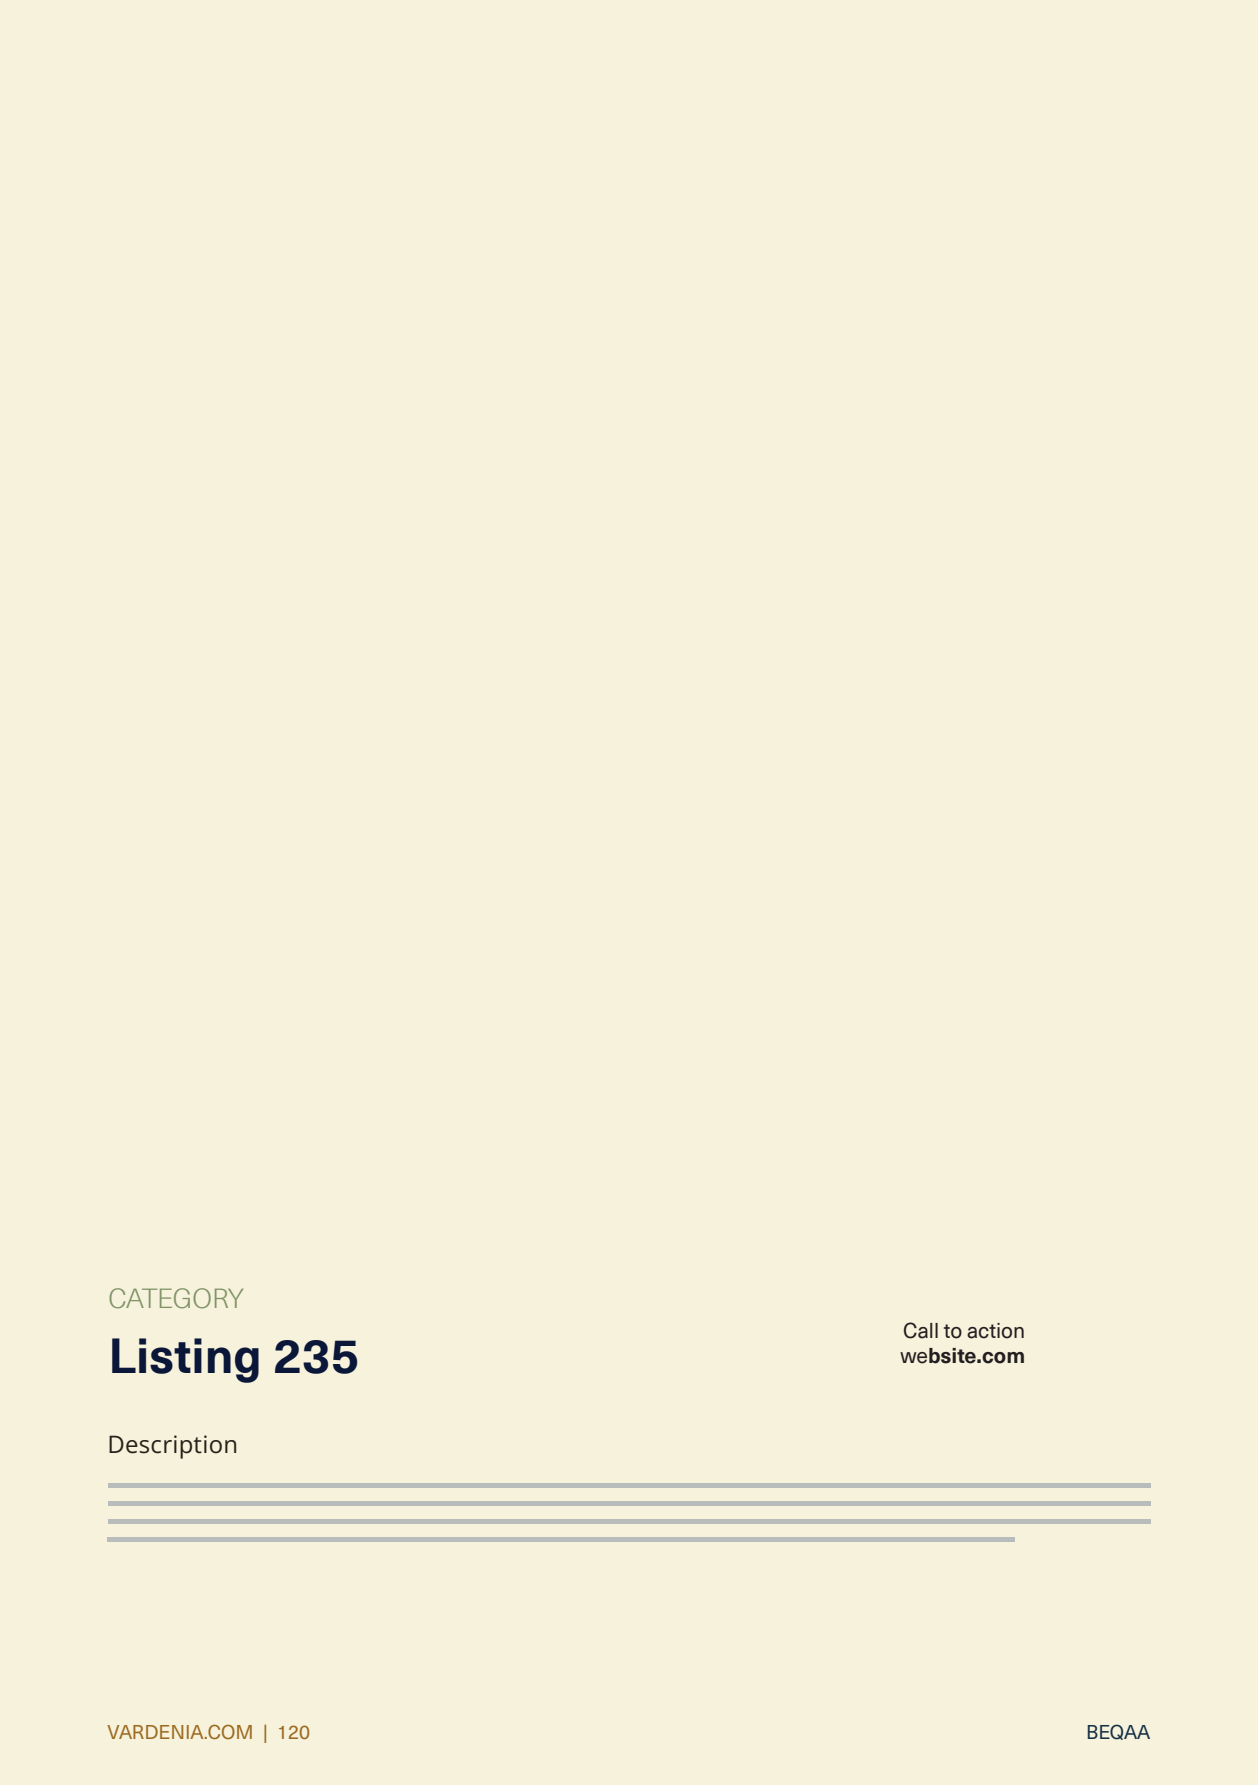 CATEGORY
Listing 235
Call to action
website.com
Description
VARDENIA.COM | 120
BEQAA